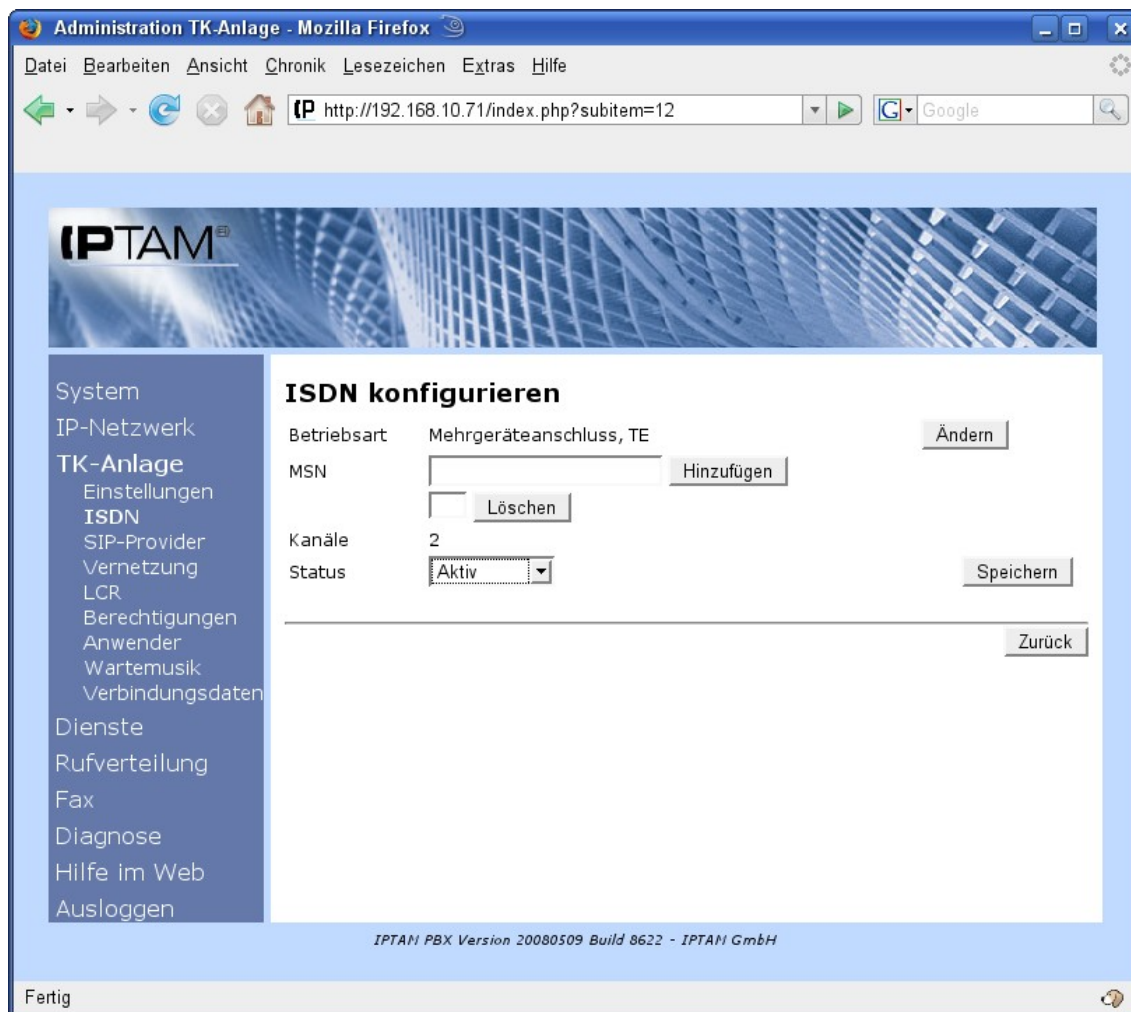 Administration TK-Anlage - Mozilla Firefox
Datei Bearbeiten Ansicht Chronik Lesezeichen Extras Hilfe
http://192.168.10.71/index.php?subitem=12
G Google
IPTAM®
System
IP-Netzwerk
TK-Anlage
Einstellungen
ISDN
SIP-Provider
Vernetzung
LCR
Berechtigungen
Anwender
Wartemusik
Verbindungsdaten
Dienste
Rufverteilung
Fax
Diagnose
Hilfe im Web
Ausloggen
ISDN konfigurieren
Betriebsart Mehrgeräteanschluss, TE Ändern
MSN Hinzufügen
Löschen
Kanäle 2
Status Aktiv Speichern
Zurück
IPTAM PBX Version 20080509 Build 8622 - IPTAM GmbH
Fertig